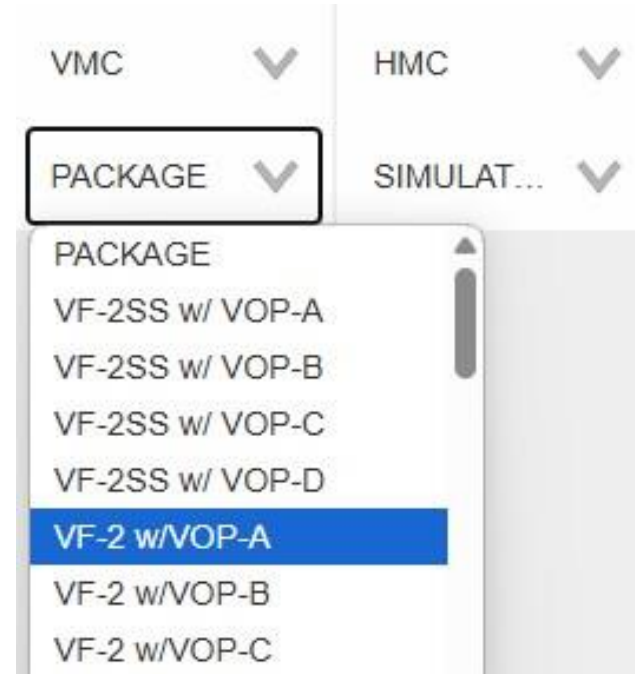 VMC
HMC
PACKAGE
SIMULAT...
PACKAGE
VF-2SS w/ VOP-A
VF-2SS w/ VOP-B
VF-2SS w/ VOP-C
VF-2SS w/ VOP-D
VF-2 w/VOP-A
VF-2 w/VOP-B
VF-2 w/VOP-C